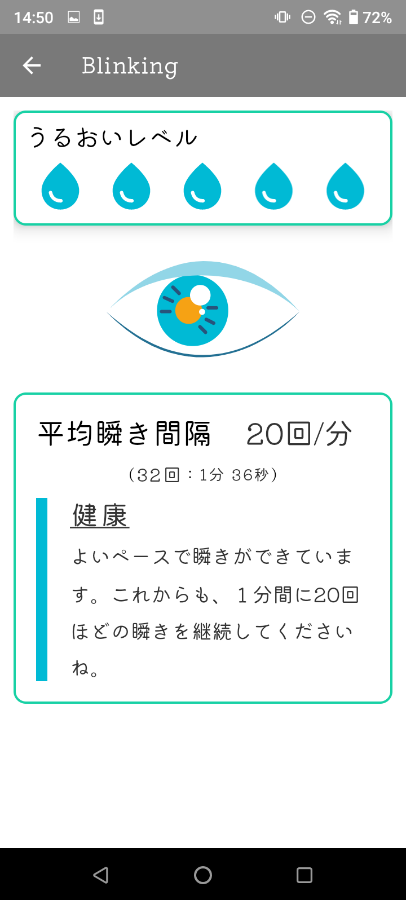 14:50 72%
Blinking
うるおいレベル
平均瞬き間隔 20回/分
(32回：1分 36秒)
健康
よいペースで瞬きができていま
す。これからも、１分間に20回
ほどの瞬きを継続してください
ね。